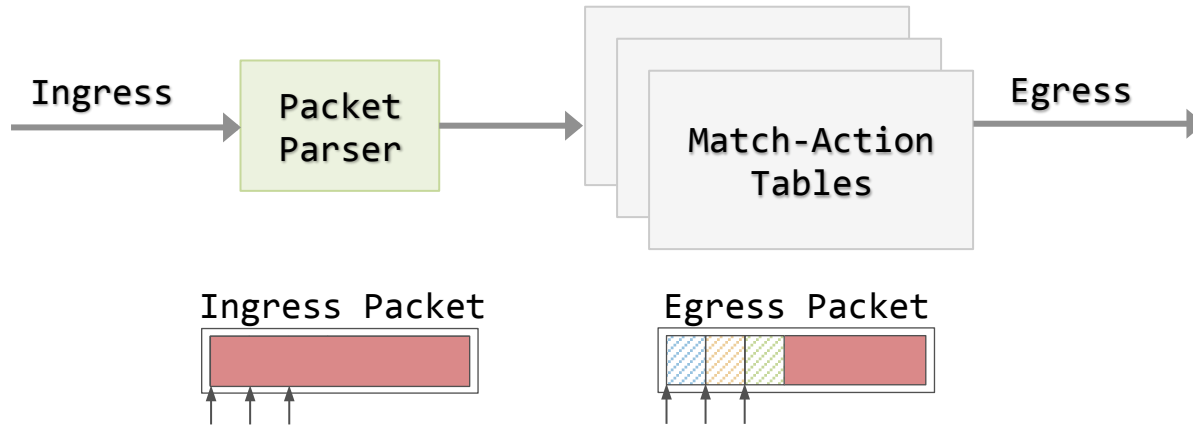 Ingress
Packet
Parser
Match-Action
Tables
Egress
Ingress Packet
Egress Packet